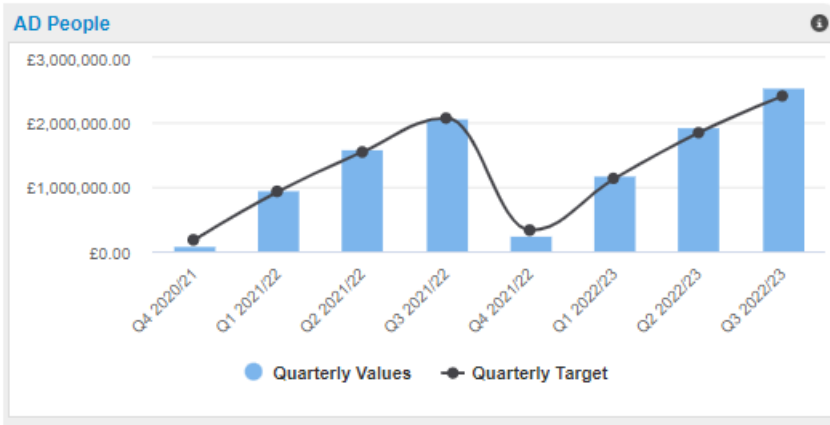 AD People
£3,000,000.00
£2,000,000.00
£1,000,000.00
£0.00
Q4 2020/21
Q1 2021/22
Q2 2021/22
Q3 2021/22
Q4 2021/22
Q1 2022/23
Q2 2022/23
Q3 2022/23
Quarterly Values
Quarterly Target